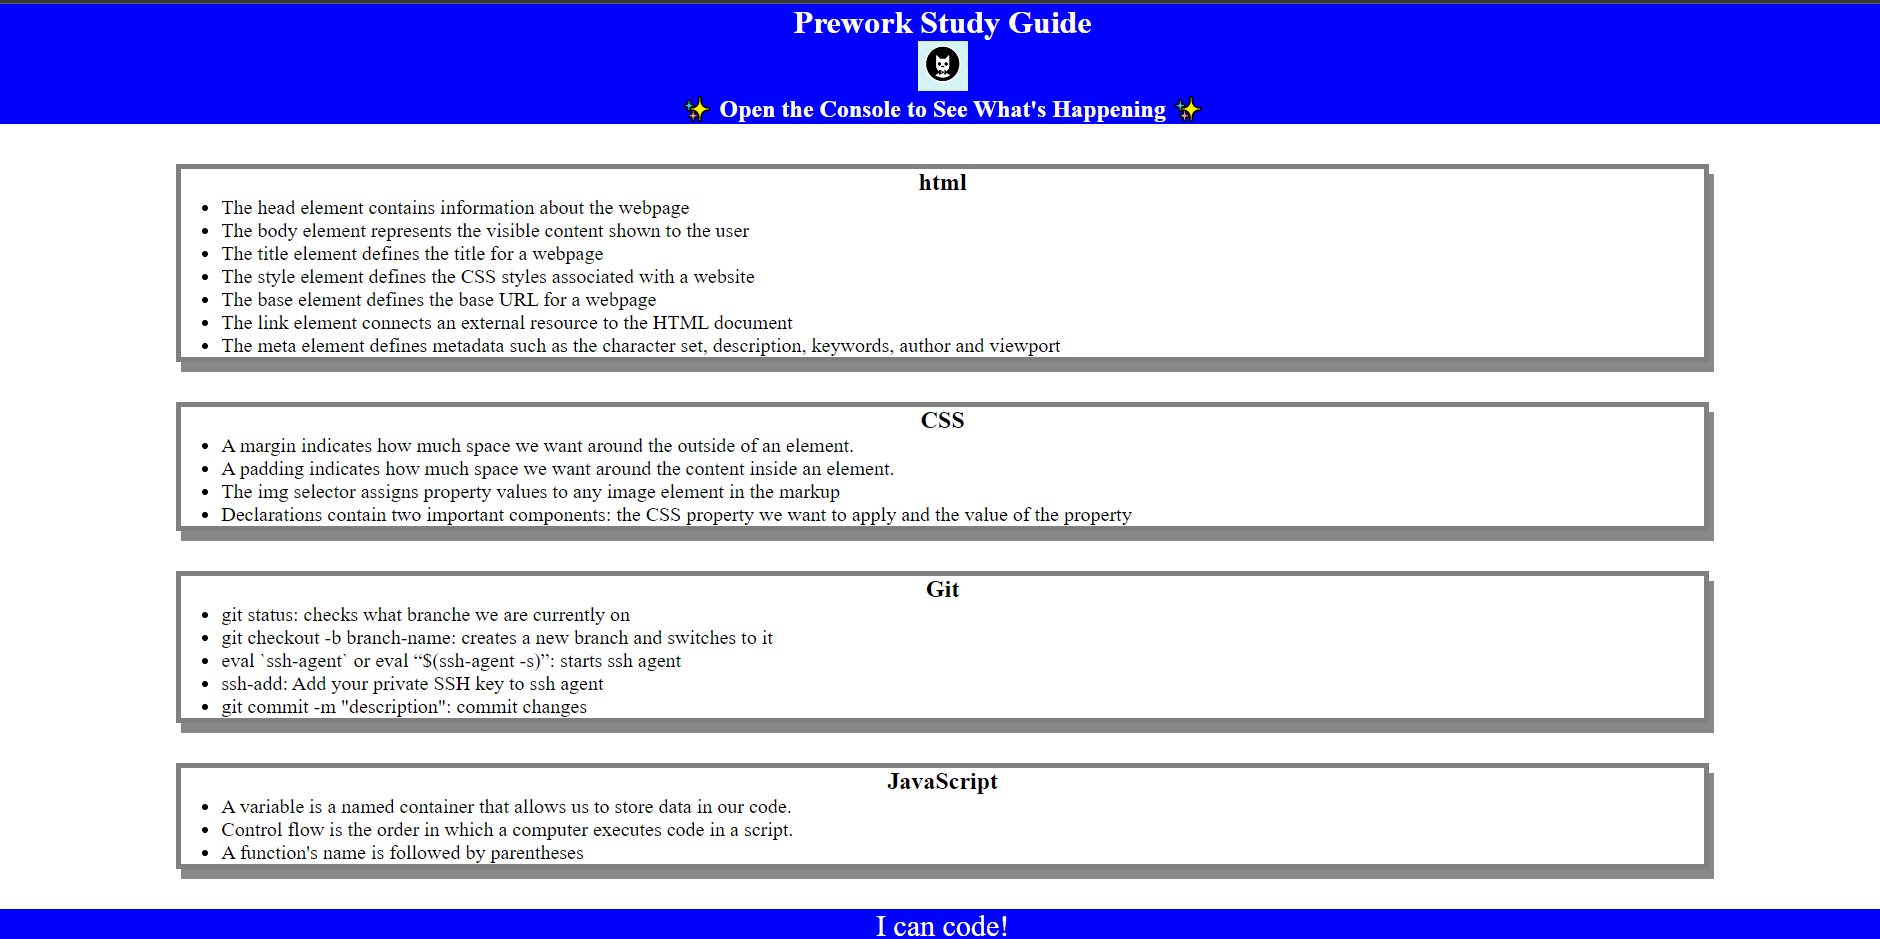 Prework Study Guide
✨ Open the Console to See What's Happening ✨
html
• The head element contains information about the webpage
• The body element represents the visible content shown to the user
• The title element defines the title for a webpage
• The style element defines the CSS styles associated with a website
• The base element defines the base URL for a webpage
• The link element connects an external resource to the HTML document
• The meta element defines metadata such as the character set, description, keywords, author and viewport
CSS
• A margin indicates how much space we want around the outside of an element.
• A padding indicates how much space we want around the content inside an element.
• The img selector assigns property values to any image element in the markup
• Declarations contain two important components: the CSS property we want to apply and the value of the property
Git
• git status: checks what branche we are currently on
• git checkout -b branch-name: creates a new branch and switches to it
• eval `ssh-agent` or eval “$(ssh-agent -s)”: starts ssh agent
• ssh-add: Add your private SSH key to ssh agent
• git commit -m "description": commit changes
JavaScript
• A variable is a named container that allows us to store data in our code.
• Control flow is the order in which a computer executes code in a script.
• A function's name is followed by parentheses
I can code!